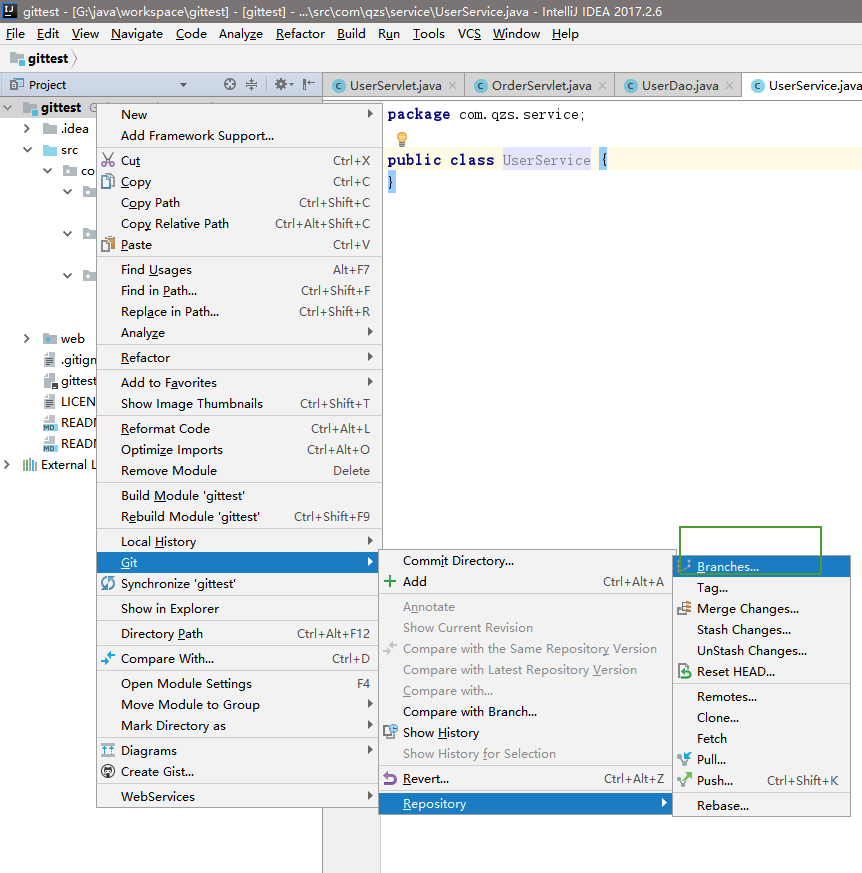 gittest - [G:\java\workspace\gittest] - [gittest] - ...\src\com\qzs\service\UserService.java - IntelliJ IDEA 2017.2.6
File Edit View Navigate Code Analyze Refactor Build Run Tools VCS Window Help
gittest
Project
UserServlet.java OrderServlet.java UserDao.java UserService.java
gittest G
.idea
src
co
web
.gitign
gittest
LICEN
READ
READ
External L
package com.qzs.service;
public class UserService {
}
New
Add Framework Support...
Cut Ctrl+X
Copy Ctrl+C
Copy Path Ctrl+Shift+C
Copy Relative Path Ctrl+Alt+Shift+C
Paste Ctrl+V
Find Usages Alt+F7
Find in Path... Ctrl+Shift+F
Replace in Path... Ctrl+Shift+R
Analyze
Refactor
Add to Favorites
Show Image Thumbnails Ctrl+Shift+T
Reformat Code Ctrl+Alt+L
Optimize Imports Ctrl+Alt+O
Remove Module Delete
Build Module 'gittest'
Rebuild Module 'gittest' Ctrl+Shift+F9
Local History
Git
Synchronize 'gittest'
Show in Explorer
Directory Path Ctrl+Alt+F12
Compare With... Ctrl+D
Open Module Settings F4
Move Module to Group
Mark Directory as
Diagrams
Create Gist...
WebServices
Commit Directory...
Add Ctrl+Alt+A
Annotate
Show Current Revision
Compare with the Same Repository Version
Compare with Latest Repository Version
Compare with...
Compare with Branch...
Show History
Show History for Selection
Revert... Ctrl+Alt+Z
Repository
Branches...
Tag...
Merge Changes...
Stash Changes...
UnStash Changes...
Reset HEAD...
Remotes...
Clone...
Fetch
Pull...
Push... Ctrl+Shift+K
Rebase...